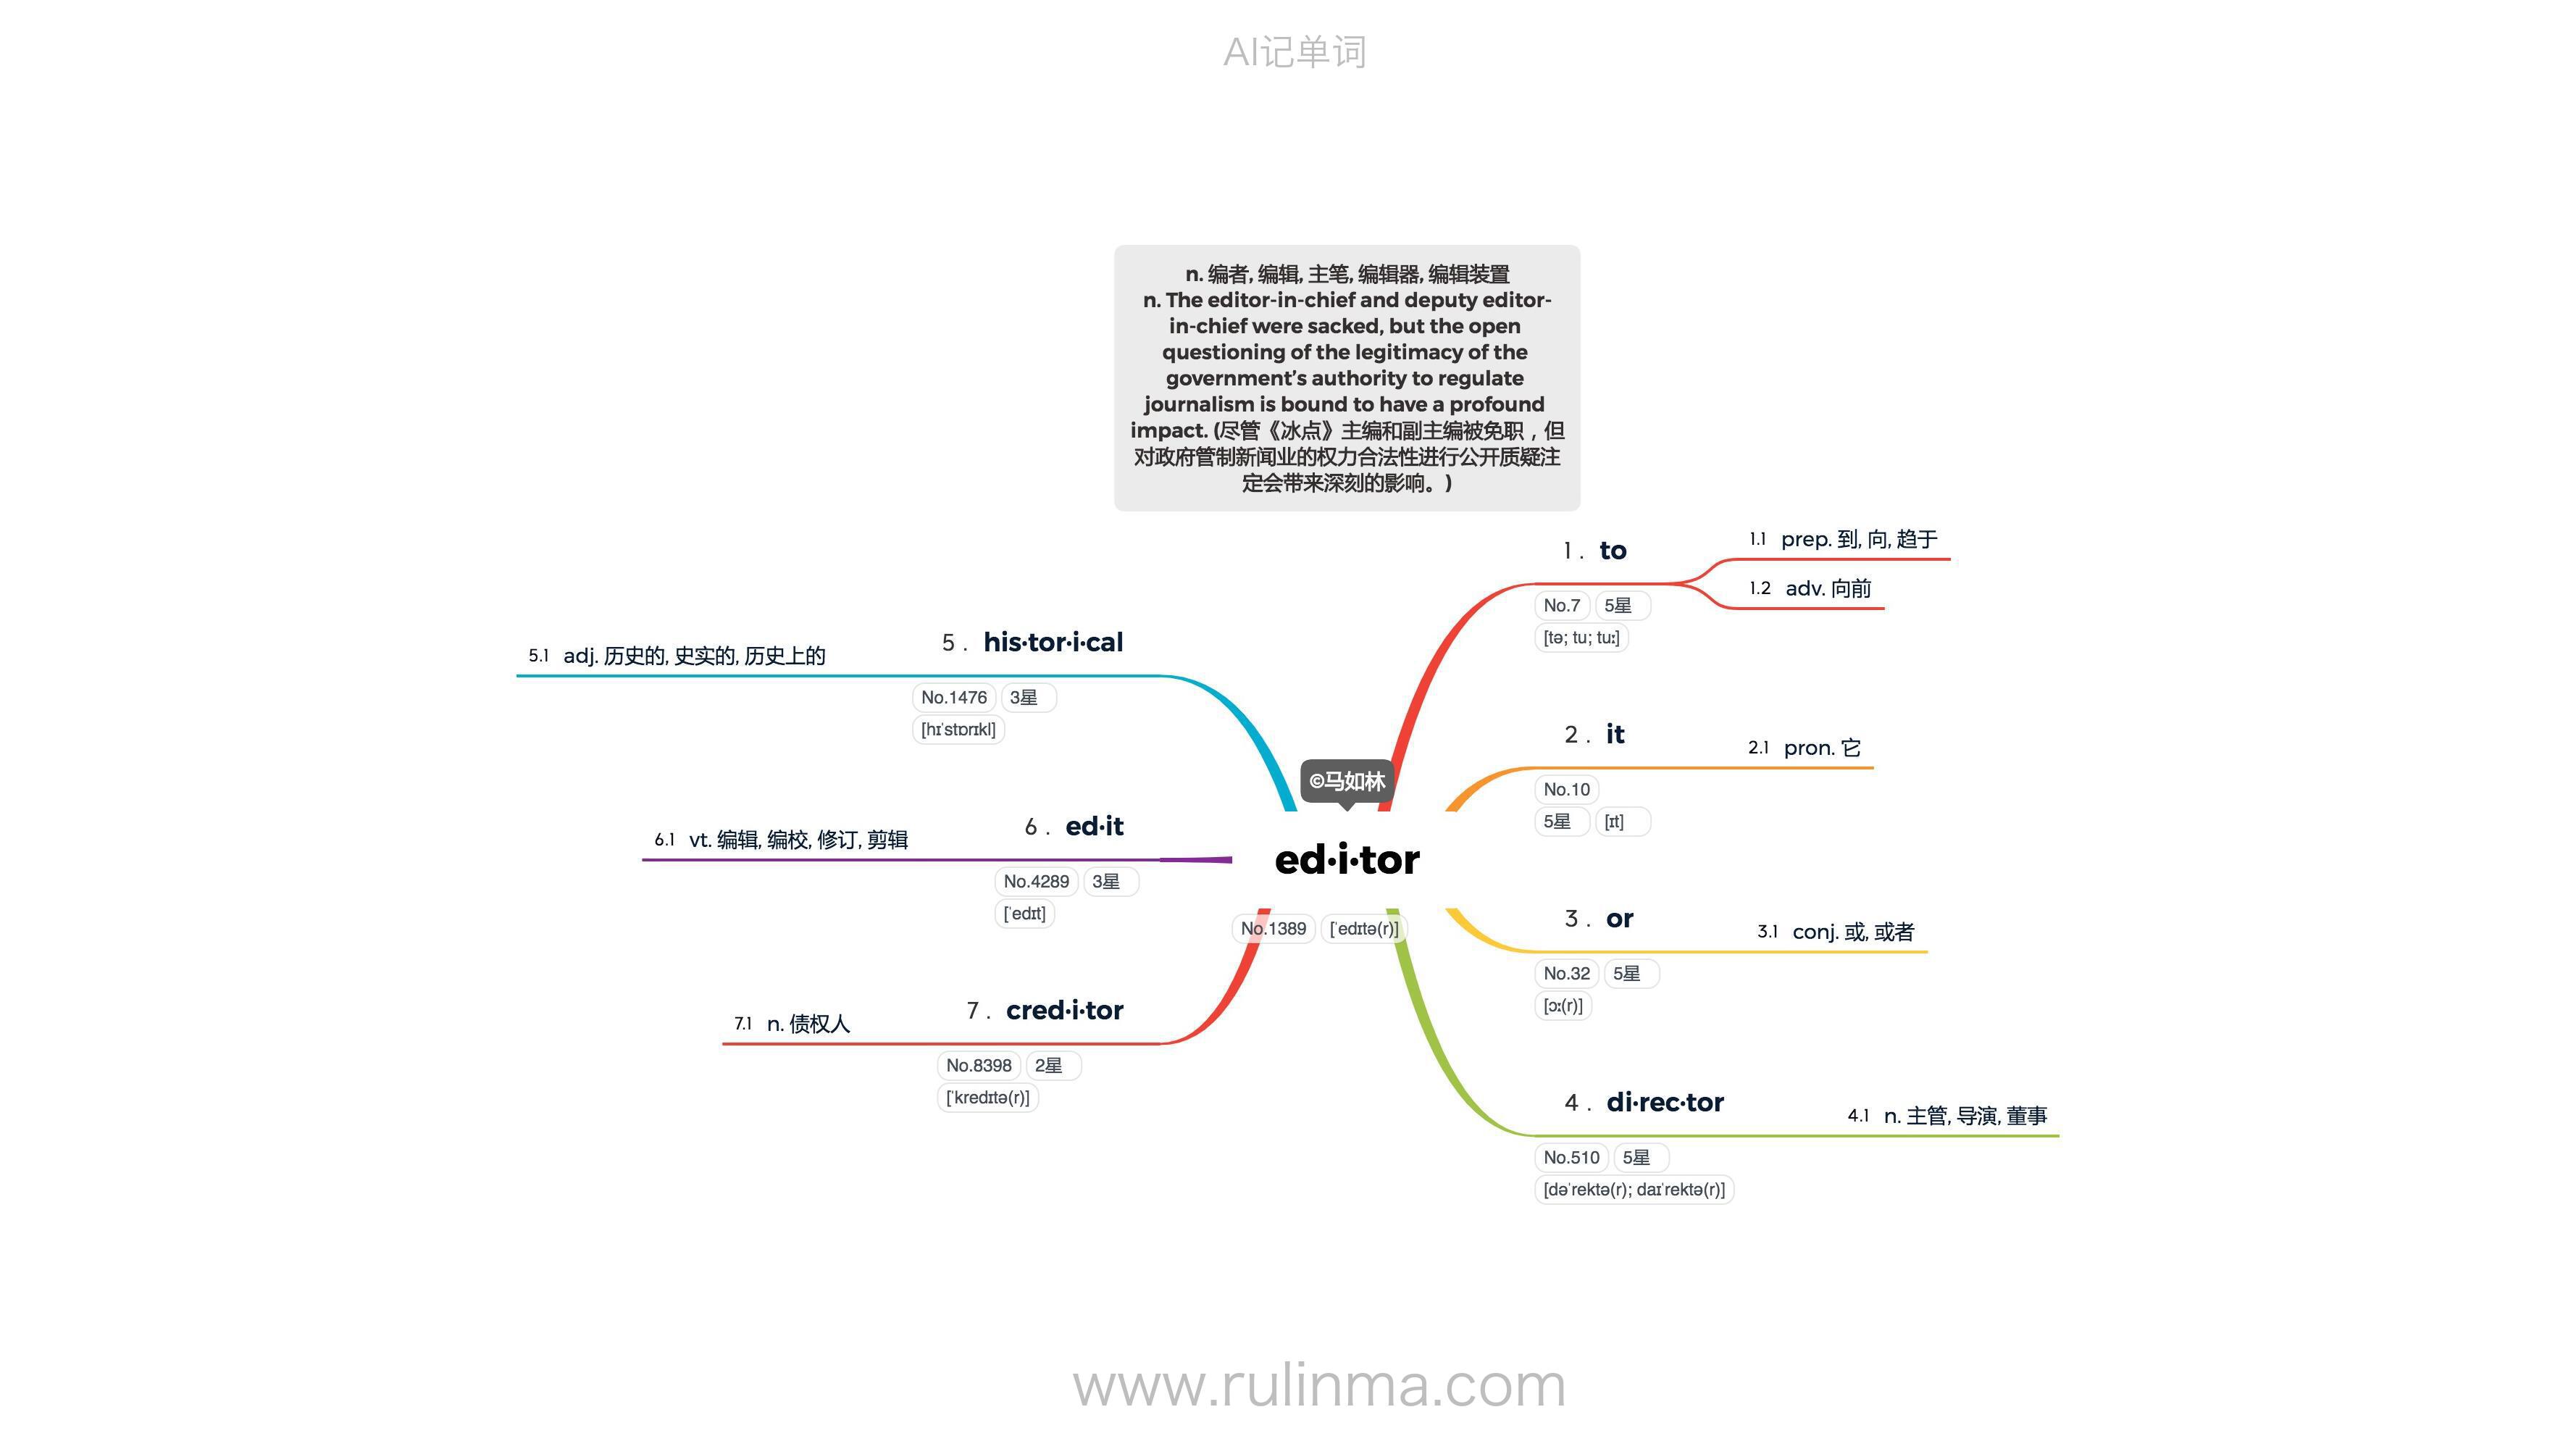 AI记单词
n. 编者, 编辑, 主笔, 编辑器, 编辑装置
n. The editor-in-chief and deputy editor-
in-chief were sacked, but the open
questioning of the legitimacy of the
government’s authority to regulate
journalism is bound to have a profound
impact. (尽管《冰点》主编和副主编被免职，但
对政府管制新闻业的权力合法性进行公开质疑注
定会带来深刻的影响。)
©马如林
ed·i·tor
No.1389 [ˈedɪtə(r)]
1 . to
No.7 5星
[tə; tu; tuː]
1.1 prep. 到, 向, 趋于
1.2 adv. 向前
2 . it
No.10
5星 [ɪt]
2.1 pron. 它
3 . or
No.32 5星
[ɔː(r)]
3.1 conj. 或, 或者
4 . di·rec·tor
No.510 5星
[dəˈrektə(r); daɪˈrektə(r)]
4.1 n. 主管, 导演, 董事
5 . his·tor·i·cal
No.1476 3星
[hɪˈstɒrɪkl]
5.1 adj. 历史的, 史实的, 历史上的
6 . ed·it
No.4289 3星
[ˈedɪt]
6.1 vt. 编辑, 编校, 修订, 剪辑
7 . cred·i·tor
No.8398 2星
[ˈkredɪtə(r)]
7.1 n. 债权人
www.rulinma.com